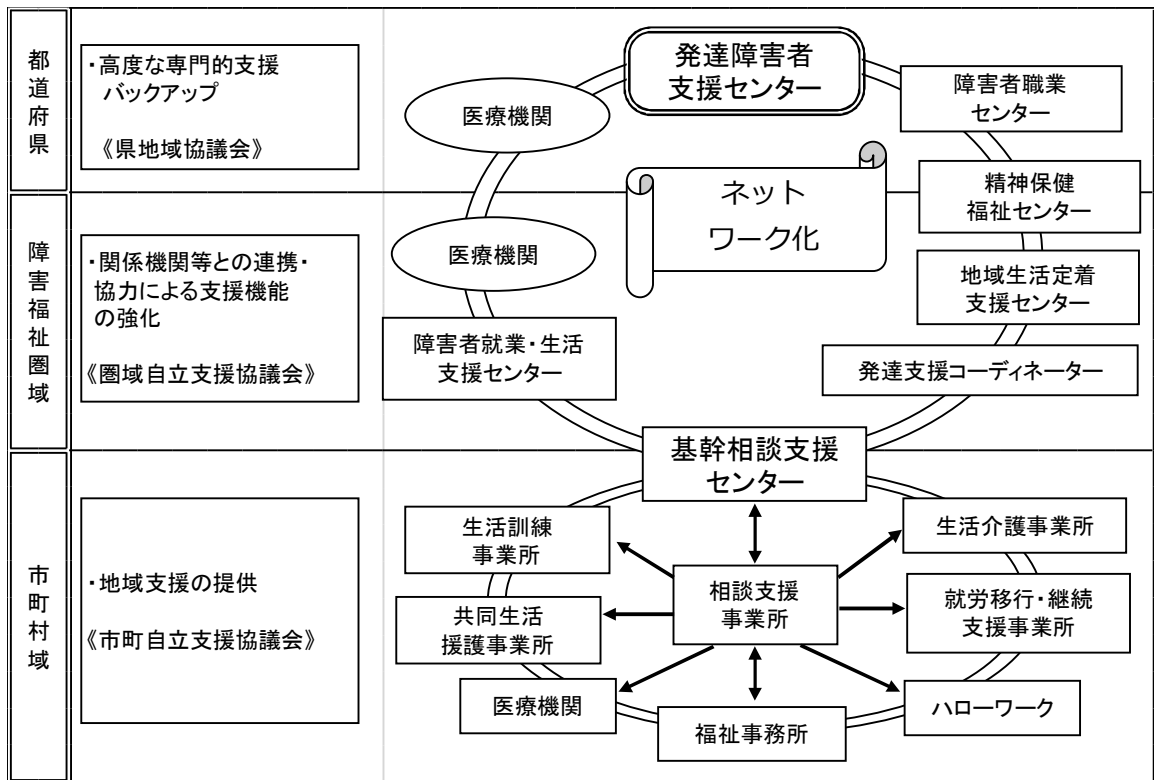 都道府県
・高度な専門的支援
バックアップ
《県地域協議会》
発達障害者
支援センター
医療機関
障害者職業
センター
ネット
ワーク化
精神保健
福祉センター
障害福祉圏域
・関係機関等との連携・
協力による支援機能
の強化
《圏域自立支援協議会》
医療機関
地域生活定着
支援センター
障害者就業・生活
支援センター
発達支援コーディネーター
基幹相談支援
センター
市町村域
・地域支援の提供
《市町自立支援協議会》
生活訓練
事業所
生活介護事業所
相談支援
事業所
共同生活
援護事業所
就労移行・継続
支援事業所
医療機関
福祉事務所
ハローワーク